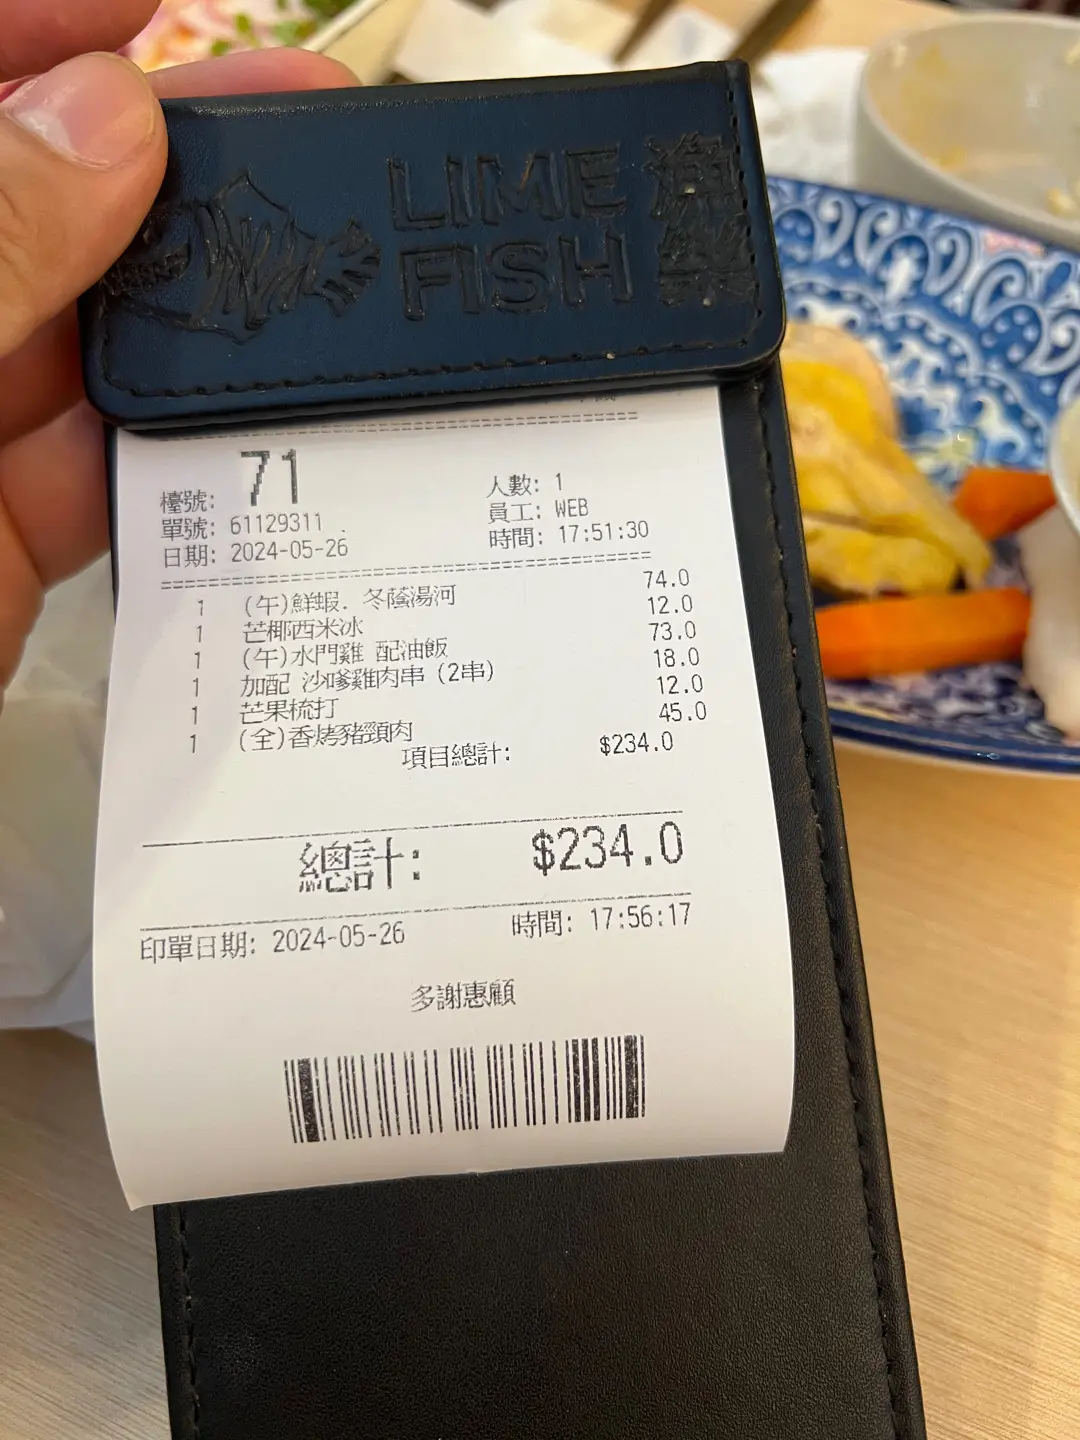 LIME
FISH
漁樂
檯號: 71
人數: 1
單號: 61129311
員工: WEB
日期: 2024-05-26
時間: 17:51:30
1 (午)鮮蝦. 冬蔭湯河 74.0
1 芒椰西米冰 12.0
1 (午)水門雞 配油飯 73.0
1 加配 沙嗲雞肉串 (2串) 18.0
1 芒果梳打 12.0
1 (全)香烤豬頸肉 45.0
項目總計: $234.0
總計: $234.0
印單日期: 2024-05-26 時間: 17:56:17
多謝惠顧